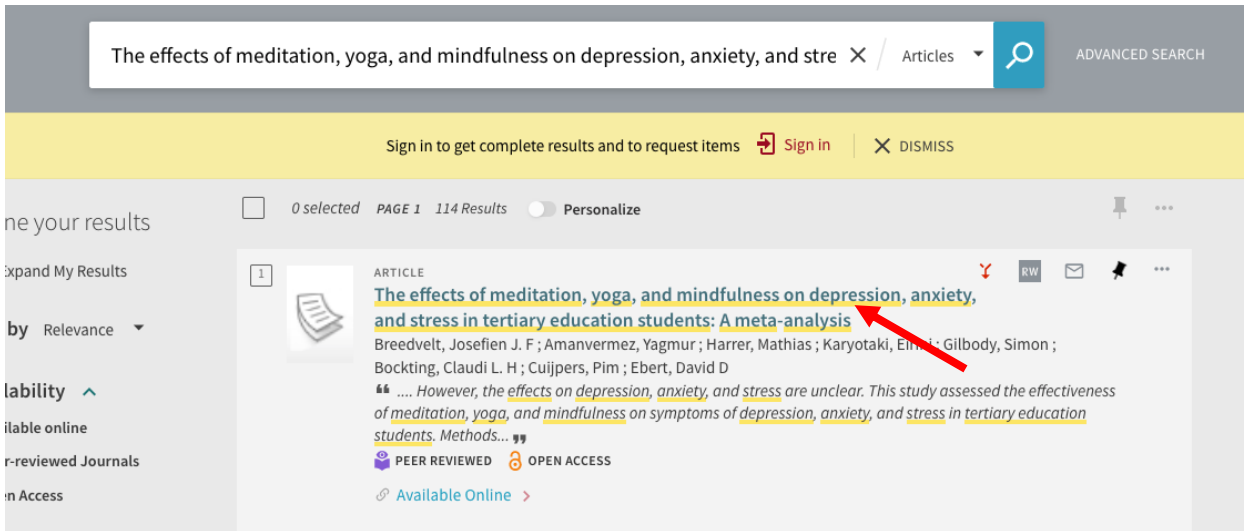 The effects of meditation, yoga, and mindfulness on depression, anxiety, and stre
Articles
ADVANCED SEARCH
Sign in to get complete results and to request items Sign in DISMISS
ne your results
0 selected PAGE 1 114 Results Personalize
Expand My Results
by Relevance
lability
ilable online
r-reviewed Journals
n Access
1
ARTICLE
RW
The effects of meditation, yoga, and mindfulness on depression, anxiety,
and stress in tertiary education students: A meta-analysis
Breedvelt, Josefien J. F ; Amanvermez, Yagmur ; Harrer, Mathias ; Karyotaki, Eirini ; Gilbody, Simon ;
Bockting, Claudi L. H ; Cuijpers, Pim ; Ebert, David D
❝ .... However, the effects on depression, anxiety, and stress are unclear. This study assessed the effectiveness
of meditation, yoga, and mindfulness on symptoms of depression, anxiety, and stress in tertiary education
students. Methods... ❞
PEER REVIEWED OPEN ACCESS
Available Online >